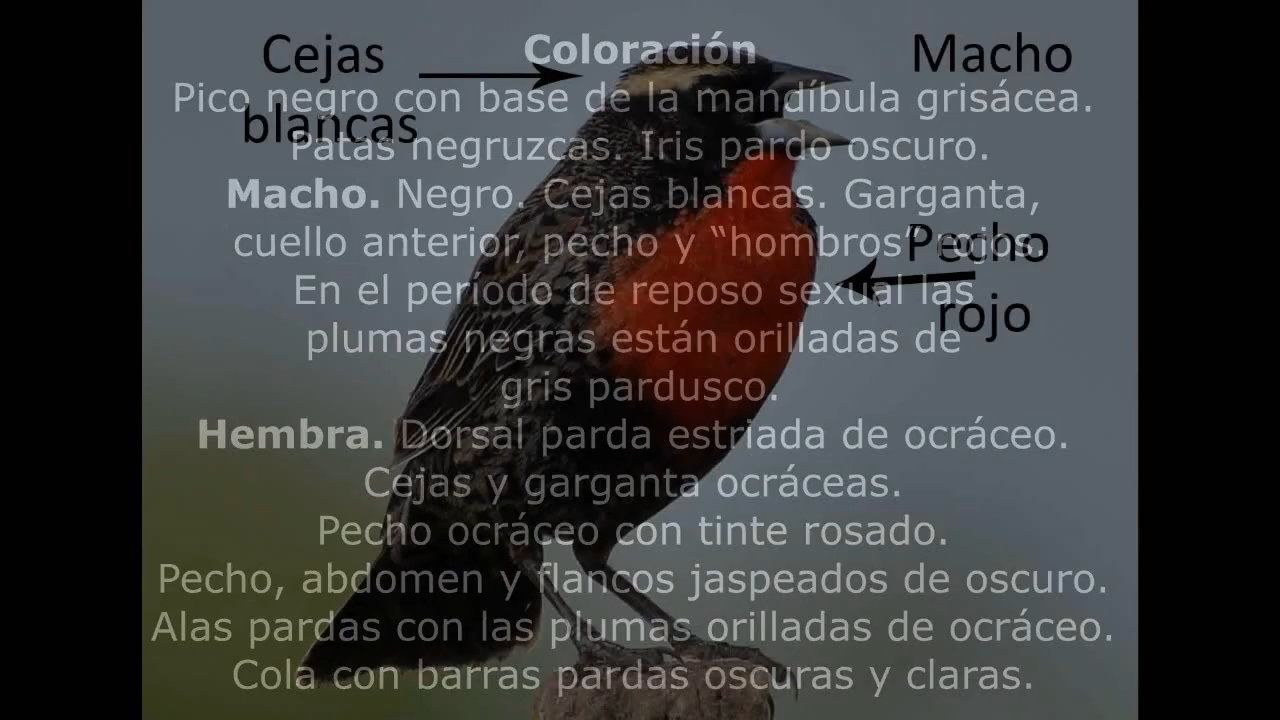 Cejas
blancas
Macho
Pecho
rojo
Coloración
Pico negro con base de la mandíbula grisácea.
Patas negruzcas. Iris pardo oscuro.
Macho. Negro. Cejas blancas. Garganta,
cuello anterior, pecho y “hombros” rojos.
En el período de reposo sexual las
plumas negras están orilladas de
gris pardusco.
Hembra. Dorsal parda estriada de ocráceo.
Cejas y garganta ocráceas.
Pecho ocráceo con tinte rosado.
Pecho, abdomen y flancos jaspeados de oscuro.
Alas pardas con las plumas orilladas de ocráceo.
Cola con barras pardas oscuras y claras.